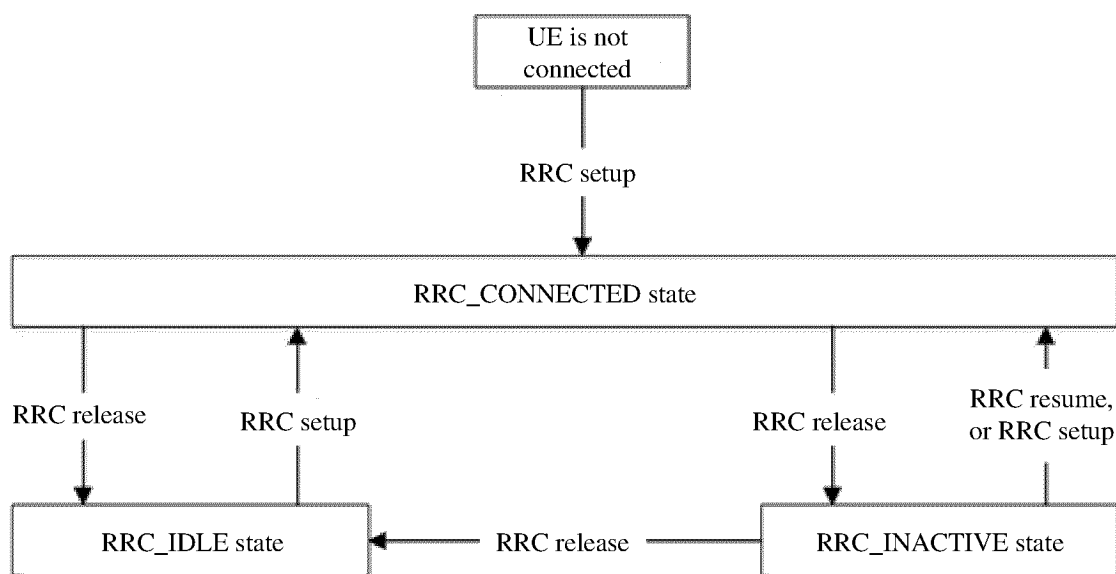 UE is not
connected
RRC setup
RRC_CONNECTED state
RRC release
RRC setup
RRC release
RRC resume,
or RRC setup
RRC_IDLE state
RRC release
RRC_INACTIVE state